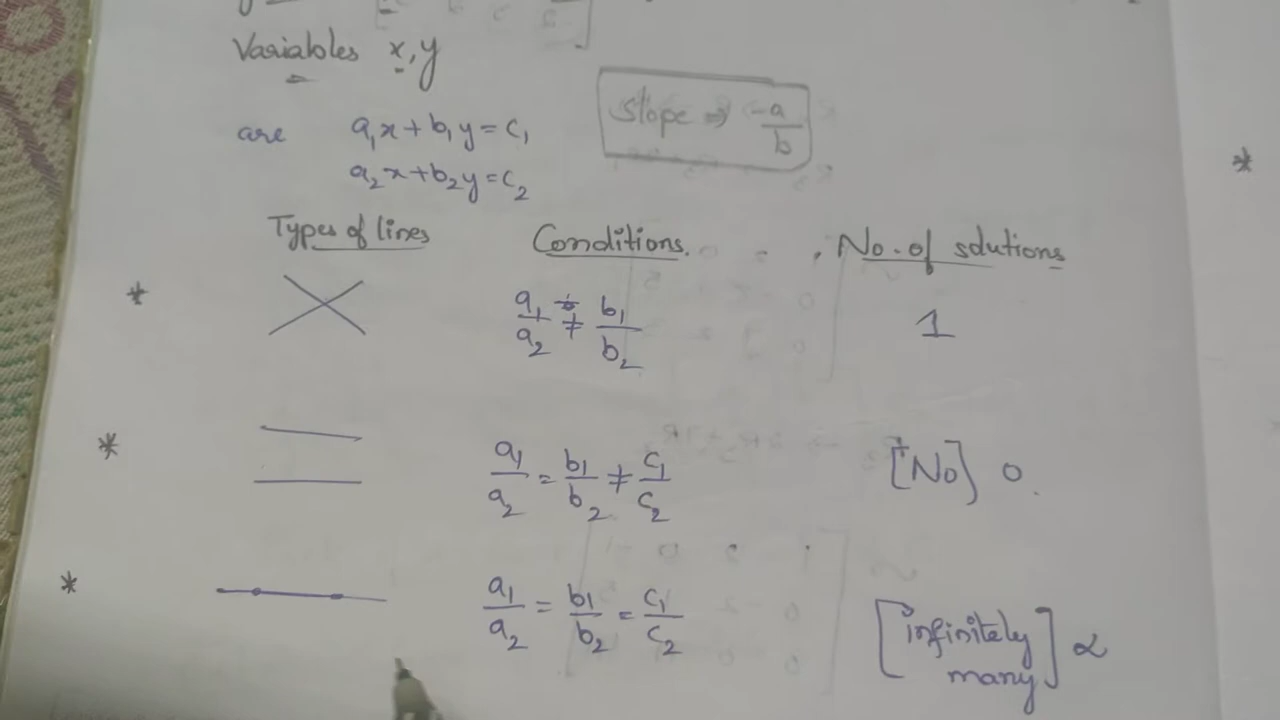 Variables x, y
are a₁x + b₁y = c₁
a₂x + b₂y = c₂
Slope ⇒ -a/b
Types of lines Conditions. No. of solutions
* a₁/a₂ ≠ b₁/b₂ 1
* a₁/a₂ = b₁/b₂ ≠ c₁/c₂ [No] 0.
* a₁/a₂ = b₁/b₂ = c₁/c₂ [infinitely many] ∝
*